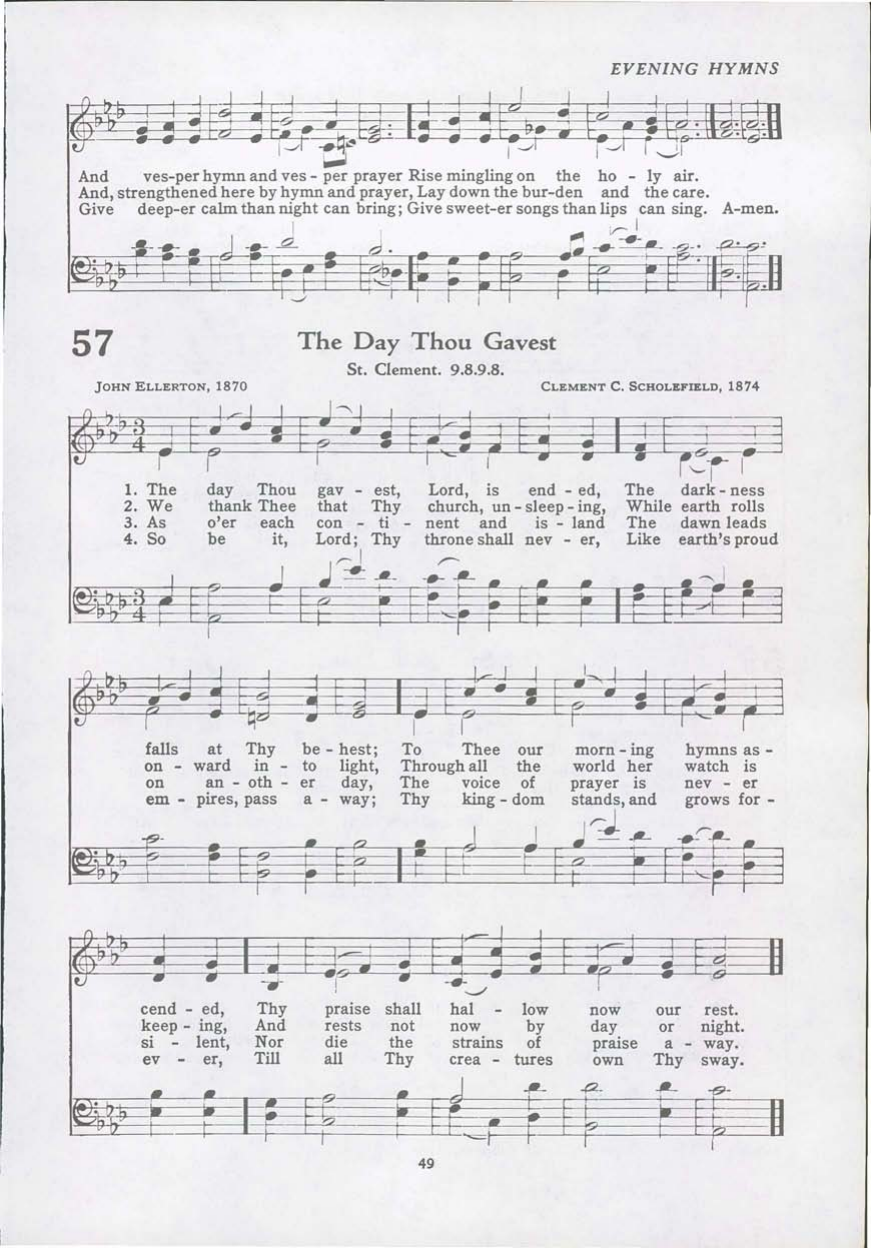 EVENING HYMNS
And ves-per hymn and ves - per prayer Rise mingling on the ho - ly air.
And, strengthened here by hymn and prayer, Lay down the bur-den and the care.
Give deep-er calm than night can bring; Give sweet-er songs than lips can sing. A-men.
57 The Day Thou Gavest
St. Clement. 9.8.9.8.
JOHN ELLERTON, 1870 CLEMENT C. SCHOLEFIELD, 1874
3 4
1. The day Thou gav - est, Lord, is end - ed, The dark - ness
2. We thank Thee that Thy church, un - sleep - ing, While earth rolls
3. As o'er each con - ti - nent and is - land The dawn leads
4. So be it, Lord; Thy throne shall nev - er, Like earth's proud
3 4
falls at Thy be - hest; To Thee our morn - ing hymns as -
on - ward in - to light, Through all the world her watch is
on an - oth - er day, The voice of prayer is nev - er
em - pires, pass a - way; Thy king - dom stands, and grows for -
cend - ed, Thy praise shall hal - low now our rest.
keep - ing, And rests not now by day or night.
si - lent, Nor die the strains of praise a - way.
ev - er, Till all Thy crea - tures own Thy sway.
49